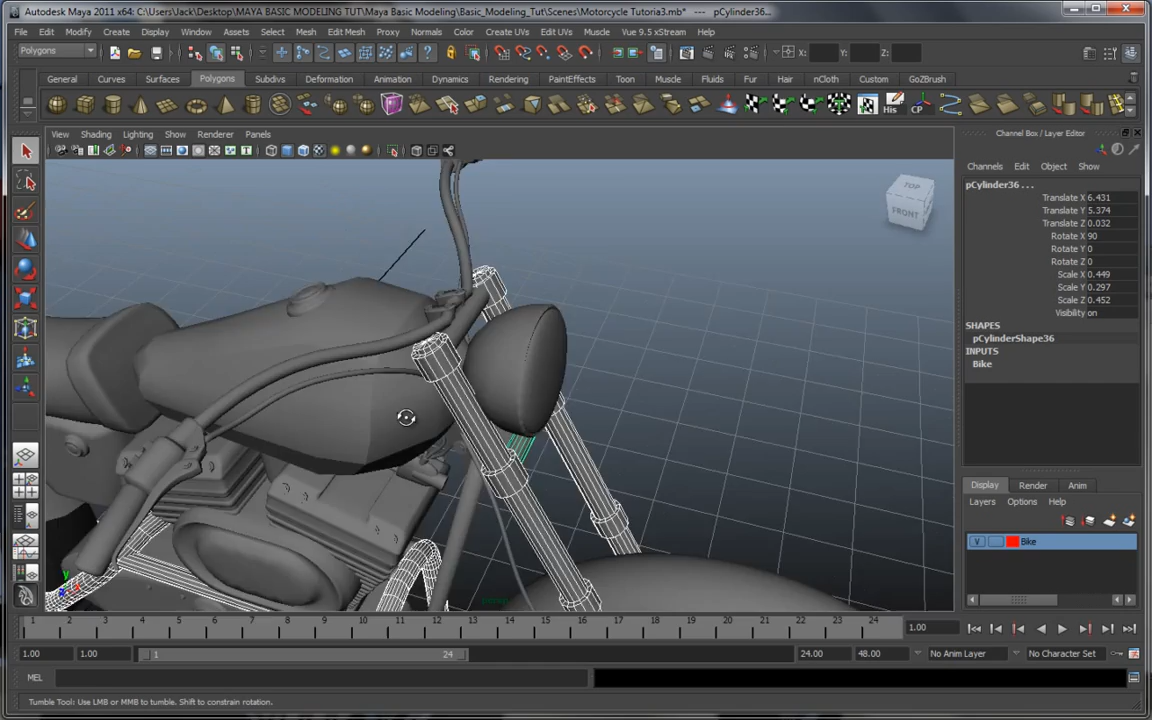 Autodesk Maya 2011 x64: C:\Users\Jack\Desktop\MAYA BASIC MODELING TUT\Maya Basic Modeling\Basic_Modeling_Tut\Scenes\Motorcycle Tutoria3.mb* --- pCylinder36...
File Edit Modify Create Display Window Assets Select Mesh Edit Mesh Proxy Normals Color Create UVs Edit UVs Muscle Vue 9.5 xStream Help
Polygons X: Y: Z:
General Curves Surfaces Polygons Subdivs Deformation Animation Dynamics Rendering PaintEffects Toon Muscle Fluids Fur Hair nCloth Custom GoZBrush
His CP
View Shading Lighting Show Renderer Panels
Channel Box / Layer Editor
Channels Edit Object Show
TOP
FRONT
pCylinder36 ...
Translate X 6.431
Translate Y 5.374
Translate Z 0.032
Rotate X 90
Rotate Y 0
Rotate Z 0
Scale X 0.449
Scale Y 0.297
Scale Z 0.452
Visibility on
SHAPES
pCylinderShape36
INPUTS
Bike
Display Render Anim
Layers Options Help
V Bike
y
1 2 3 4 5 6 7 8 9 10 11 12 13 14 15 16 17 18 19 20 21 22 23 24 1.00
1.00 1.00 1 24 24.00 48.00 No Anim Layer No Character Set
MEL
Tumble Tool: Use LMB or MMB to tumble. Shift to constrain rotation.